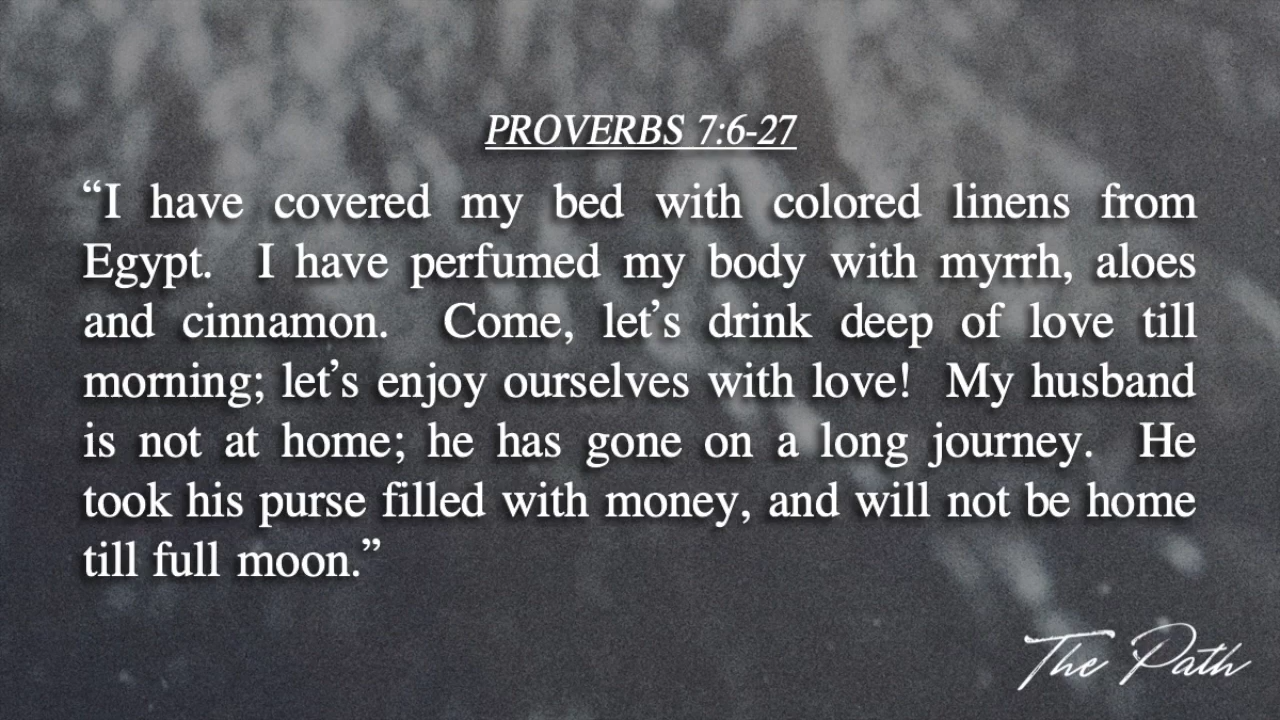 PROVERBS 7:6-27
“I have covered my bed with colored linens from
Egypt. I have perfumed my body with myrrh, aloes
and cinnamon. Come, let’s drink deep of love till
morning; let’s enjoy ourselves with love! My husband
is not at home; he has gone on a long journey. He
took his purse filled with money, and will not be home
till full moon.”
The Path